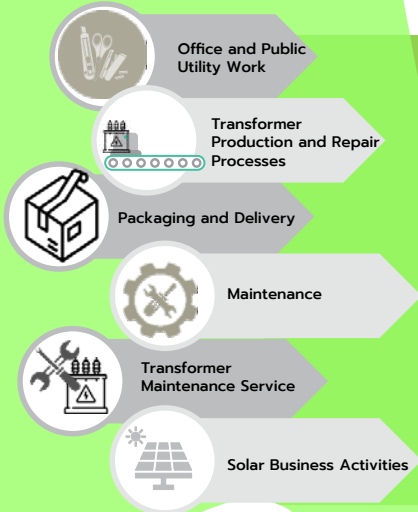 Office and Public
Utility Work
Transformer
Production and Repair
Processes
Packaging and Delivery
Maintenance
Transformer
Maintenance Service
Solar Business Activities